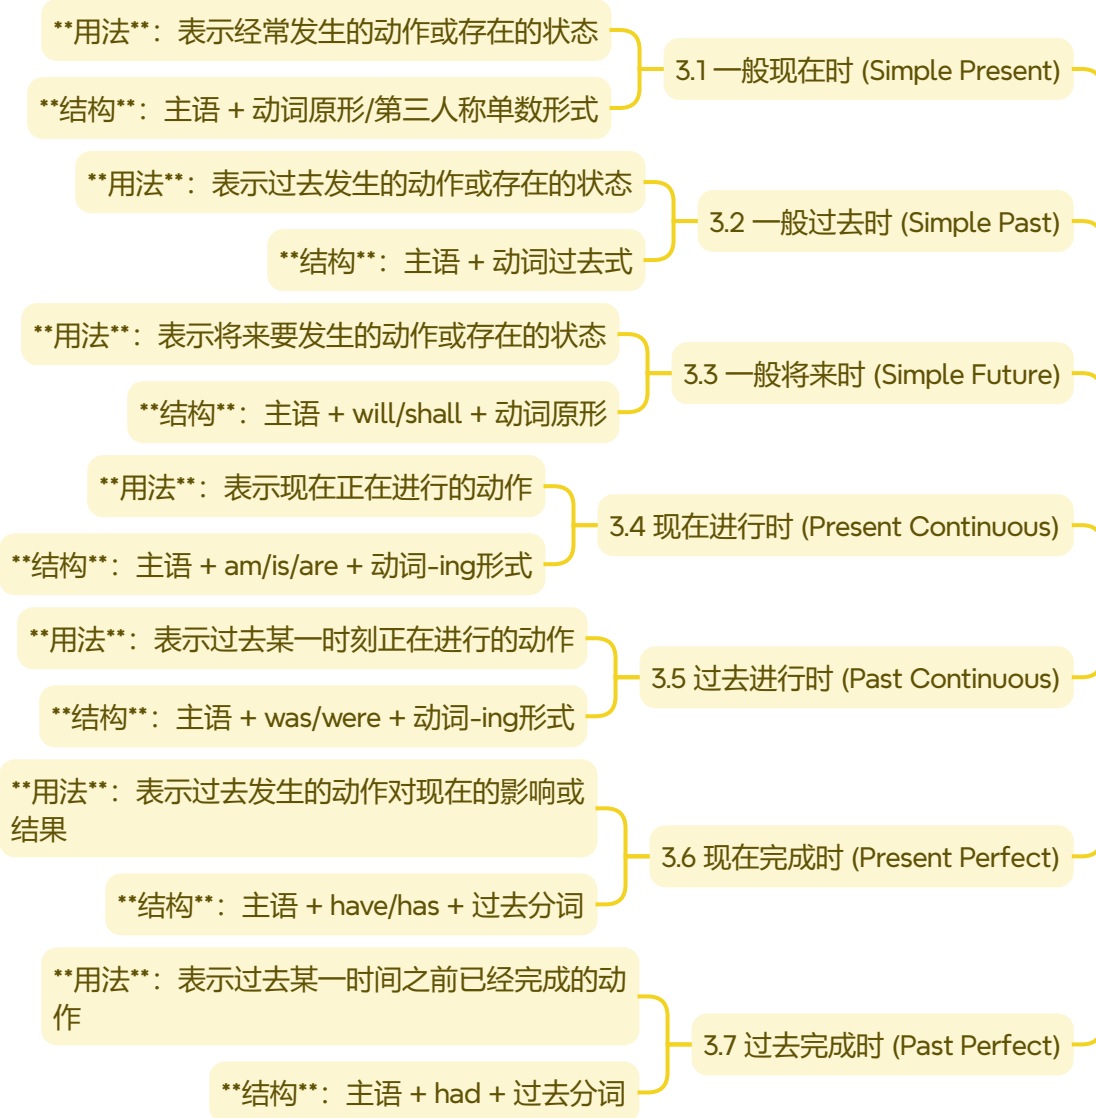 **用法**：表示经常发生的动作或存在的状态
3.1 一般现在时 (Simple Present)
**结构**：主语 + 动词原形/第三人称单数形式
**用法**：表示过去发生的动作或存在的状态
3.2 一般过去时 (Simple Past)
**结构**：主语 + 动词过去式
**用法**：表示将来要发生的动作或存在的状态
3.3 一般将来时 (Simple Future)
**结构**：主语 + will/shall + 动词原形
**用法**：表示现在正在进行的动作
3.4 现在进行时 (Present Continuous)
**结构**：主语 + am/is/are + 动词-ing形式
**用法**：表示过去某一时刻正在进行的动作
3.5 过去进行时 (Past Continuous)
**结构**：主语 + was/were + 动词-ing形式
**用法**：表示过去发生的动作对现在的影响或
结果
3.6 现在完成时 (Present Perfect)
**结构**：主语 + have/has + 过去分词
**用法**：表示过去某一时间之前已经完成的动
作
3.7 过去完成时 (Past Perfect)
**结构**：主语 + had + 过去分词